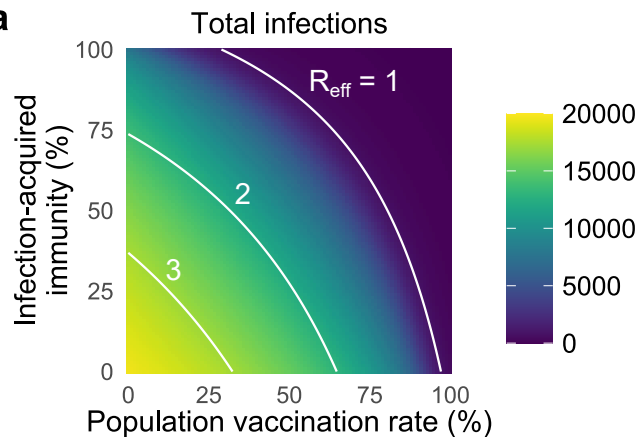 a
Total infections
Infection-acquired
immunity (%)
100
75
50
25
0
R_eff = 1
2
3
0 25 50 75 100
Population vaccination rate (%)
20000
15000
10000
5000
0